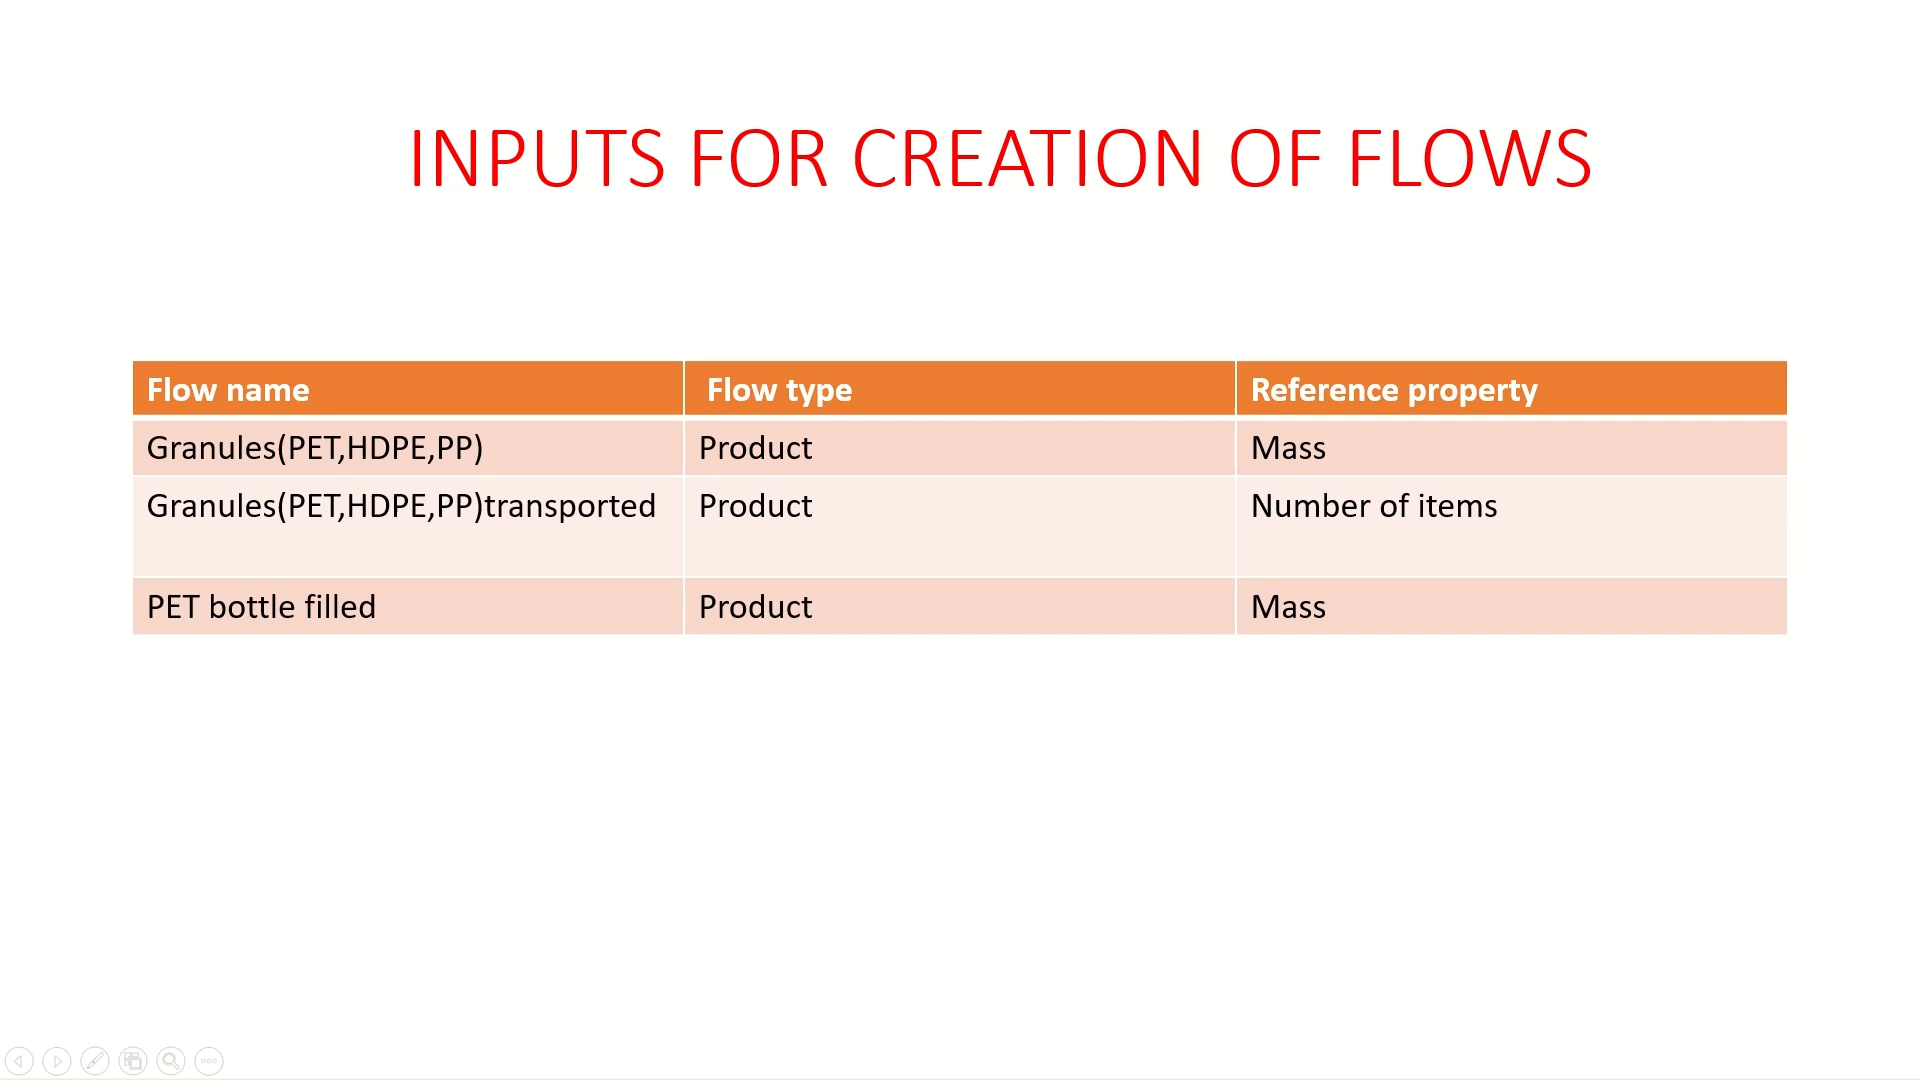 INPUTS FOR CREATION OF FLOWS
Flow name Flow type Reference property
Granules(PET,HDPE,PP) Product Mass
Granules(PET,HDPE,PP)transported Product Number of items
PET bottle filled Product Mass